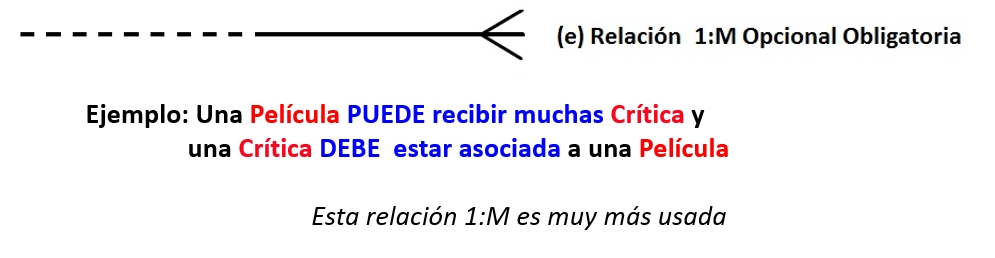 (e) Relación 1:M Opcional Obligatoria
Ejemplo: Una Película PUEDE recibir muchas Crítica y
una Crítica DEBE estar asociada a una Película
Esta relación 1:M es muy más usada